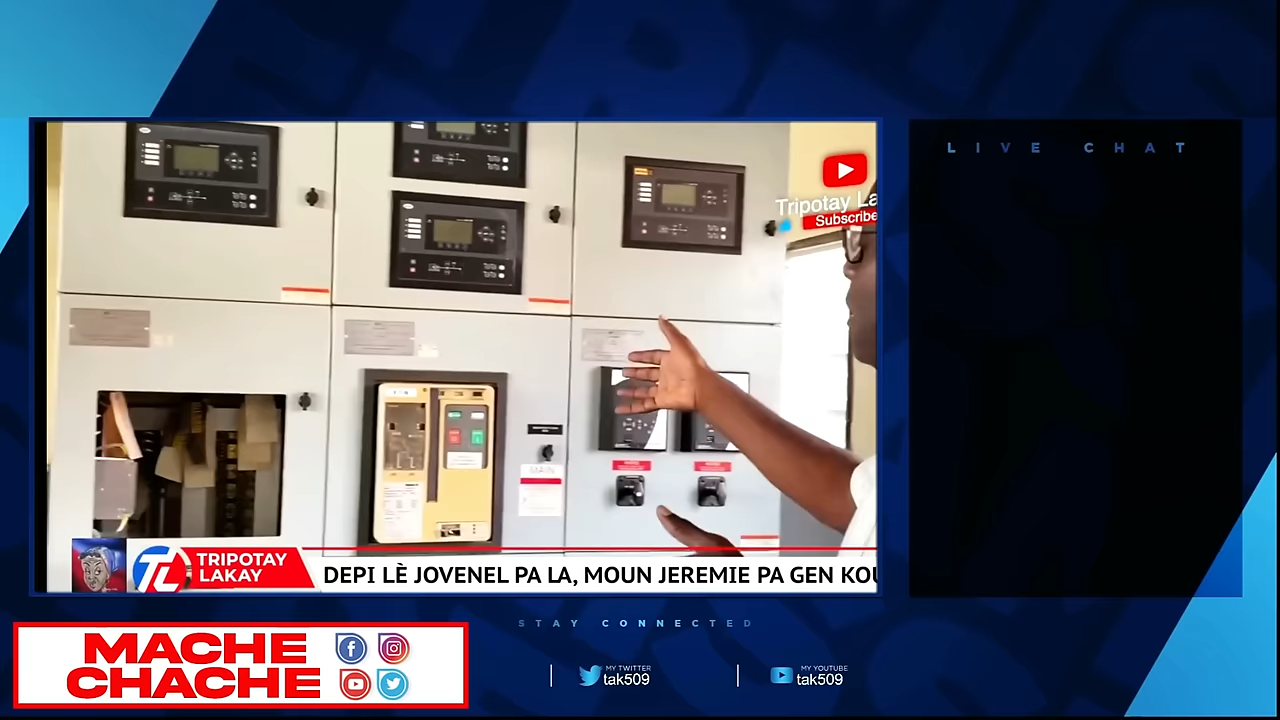 LIVE CHAT
Tripotay La
Subscribe
MAIN
TRIPOTAY
LAKAY
TL
DEPI LÈ JOVENEL PA LA, MOUN JEREMIE PA GEN KOU
STAY CONNECTED
MACHE
CHACHE
MY TWITTER
tak509
MY YOUTUBE
tak509